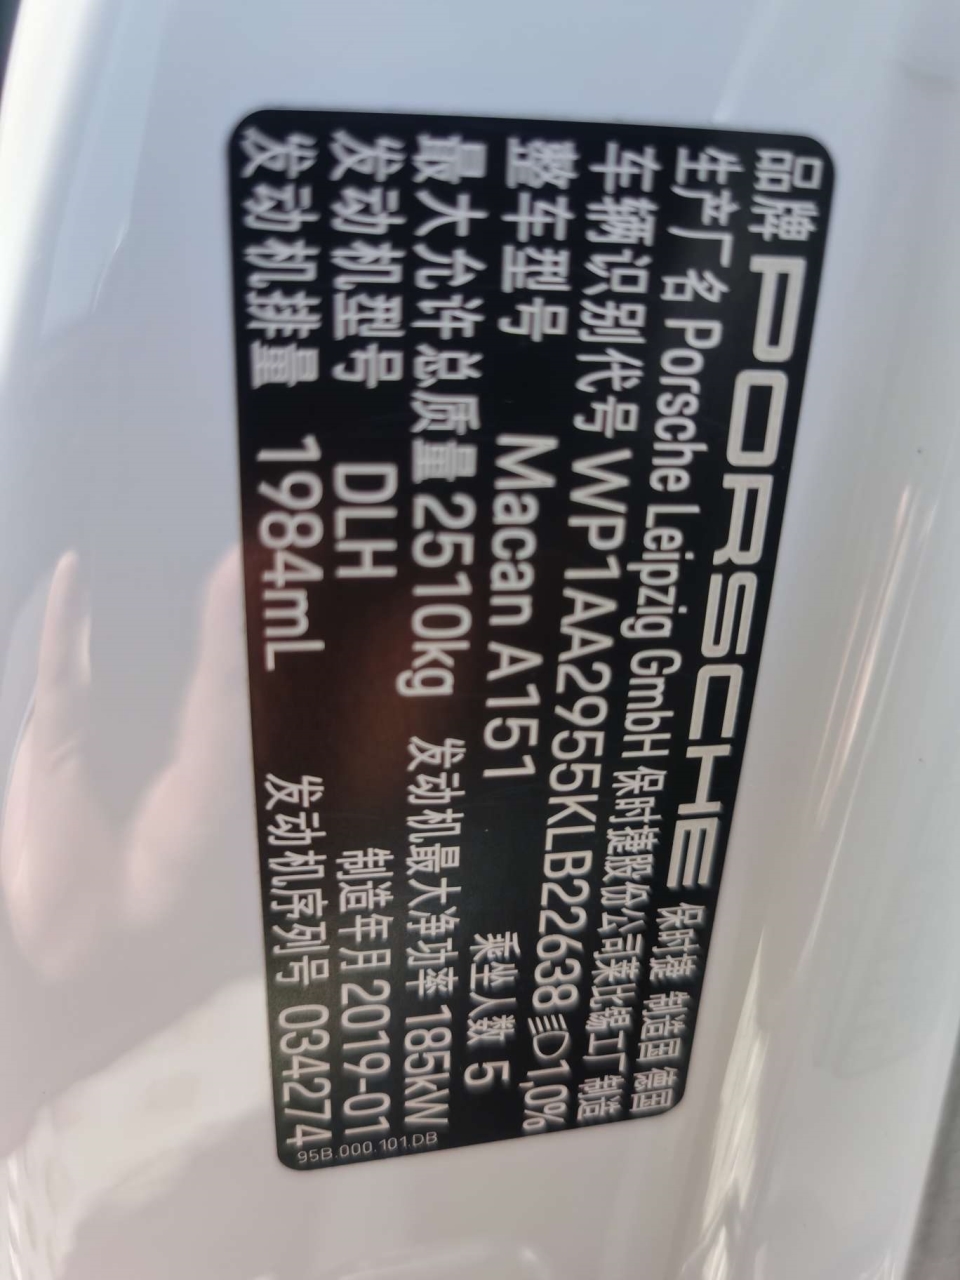 品牌 PORSCHE 保时捷 制造国 德国
生产厂名 Porsche Leipzig GmbH 保时捷股份公司莱比锡工厂 制造
车辆识别代号 WP1AA2955KLB22638 1,0%
整车型号 Macan A151 乘坐人数 5
最大允许总质量 2510kg 发动机最大净功率 185kW
发动机型号 DLH 制造年月 2019-01
发动机排量 1984mL 发动机序列号 034274
95B.000.101.DB